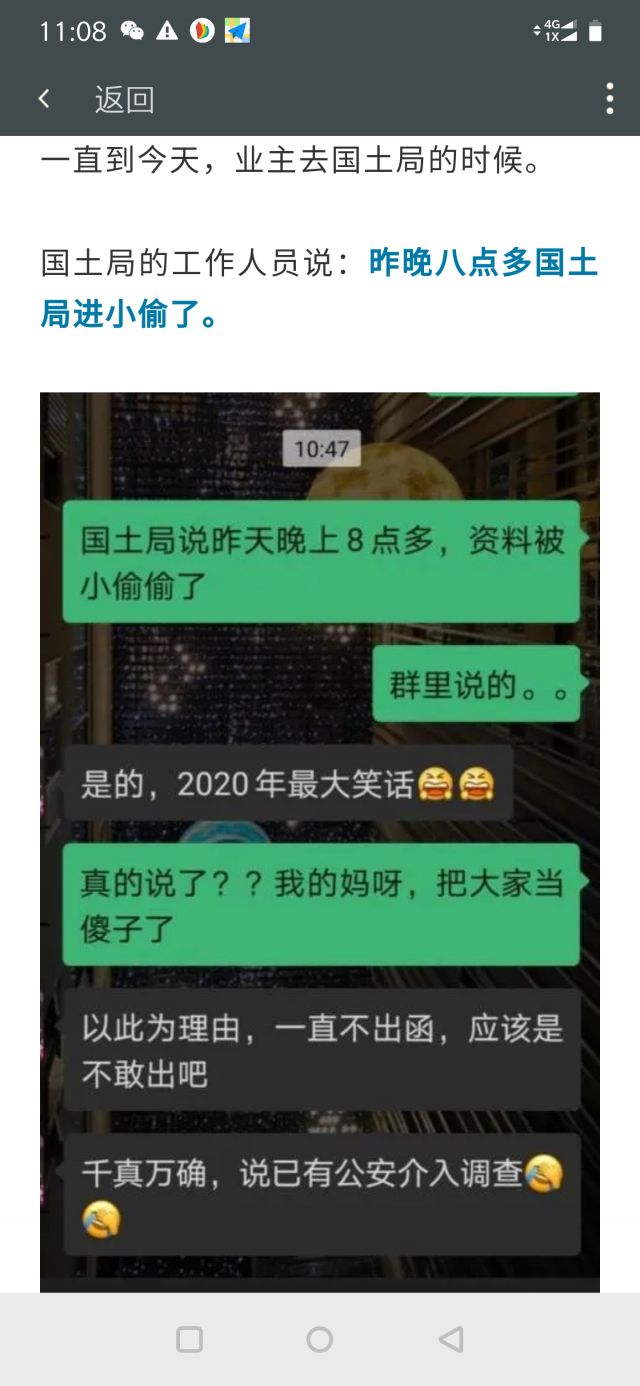 11:08
4G
1X
返回
一直到今天，业主去国土局的时候。
国土局的工作人员说：昨晚八点多国土
局进小偷了。
10:47
国土局说昨天晚上8点多，资料被
小偷偷了
群里说的。。
是的，2020年最大笑话😆😆
真的说了？？我的妈呀，把大家当
傻子了
以此为理由，一直不出函，应该是
不敢出吧
千真万确，说已有公安介入调查🤣
🤣